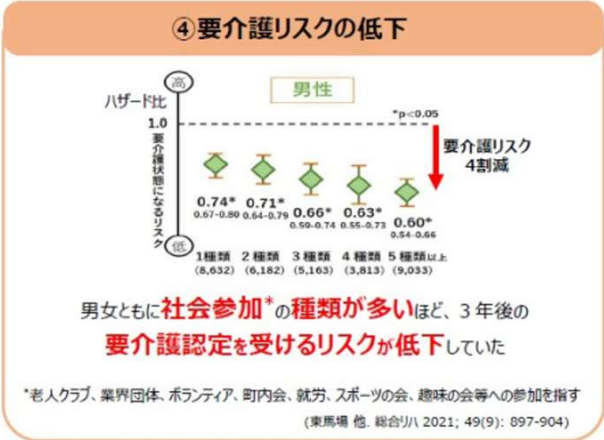 ④要介護リスクの低下
高
ハザード比
男性
*p<0.05
1.0
要介護状態になるリスク
要介護リスク
4割減
0.74* 0.71* 0.66* 0.63* 0.60*
0.67-0.80 0.64-0.79 0.59-0.74 0.55-0.73 0.54-0.66
低
1種類 2種類 3種類 4種類 5種類以上
(8,632) (6,182) (5,163) (3,813) (9,033)
男女ともに社会参加*の種類が多いほど、3年後の
要介護認定を受けるリスクが低下していた
*老人クラブ、業界団体、ボランティア、町内会、就労、スポーツの会、趣味の会等への参加を指す
(東馬場 他. 総合リハ 2021; 49(9): 897-904)